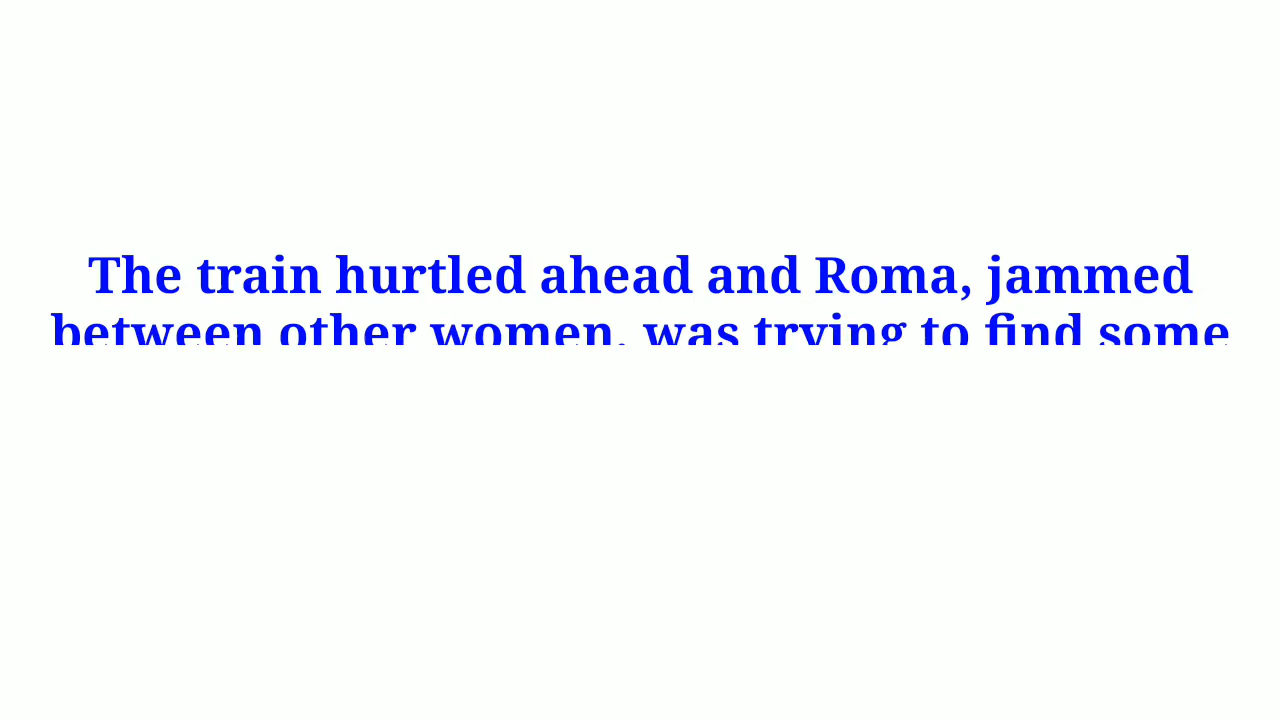 The train hurtled ahead and Roma, jammed
between other women, was trying to find some